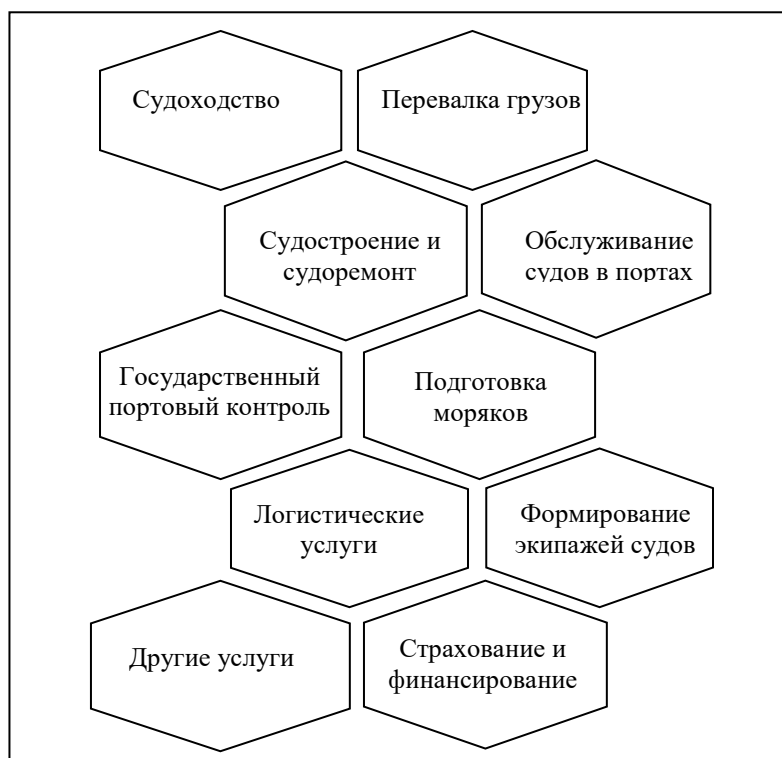 Судоходство
Перевалка грузов
Судостроение и
судоремонт
Обслуживание
судов в портах
Государственный
портовый контроль
Подготовка
моряков
Логистические
услуги
Формирование
экипажей судов
Другие услуги
Страхование и
финансирование